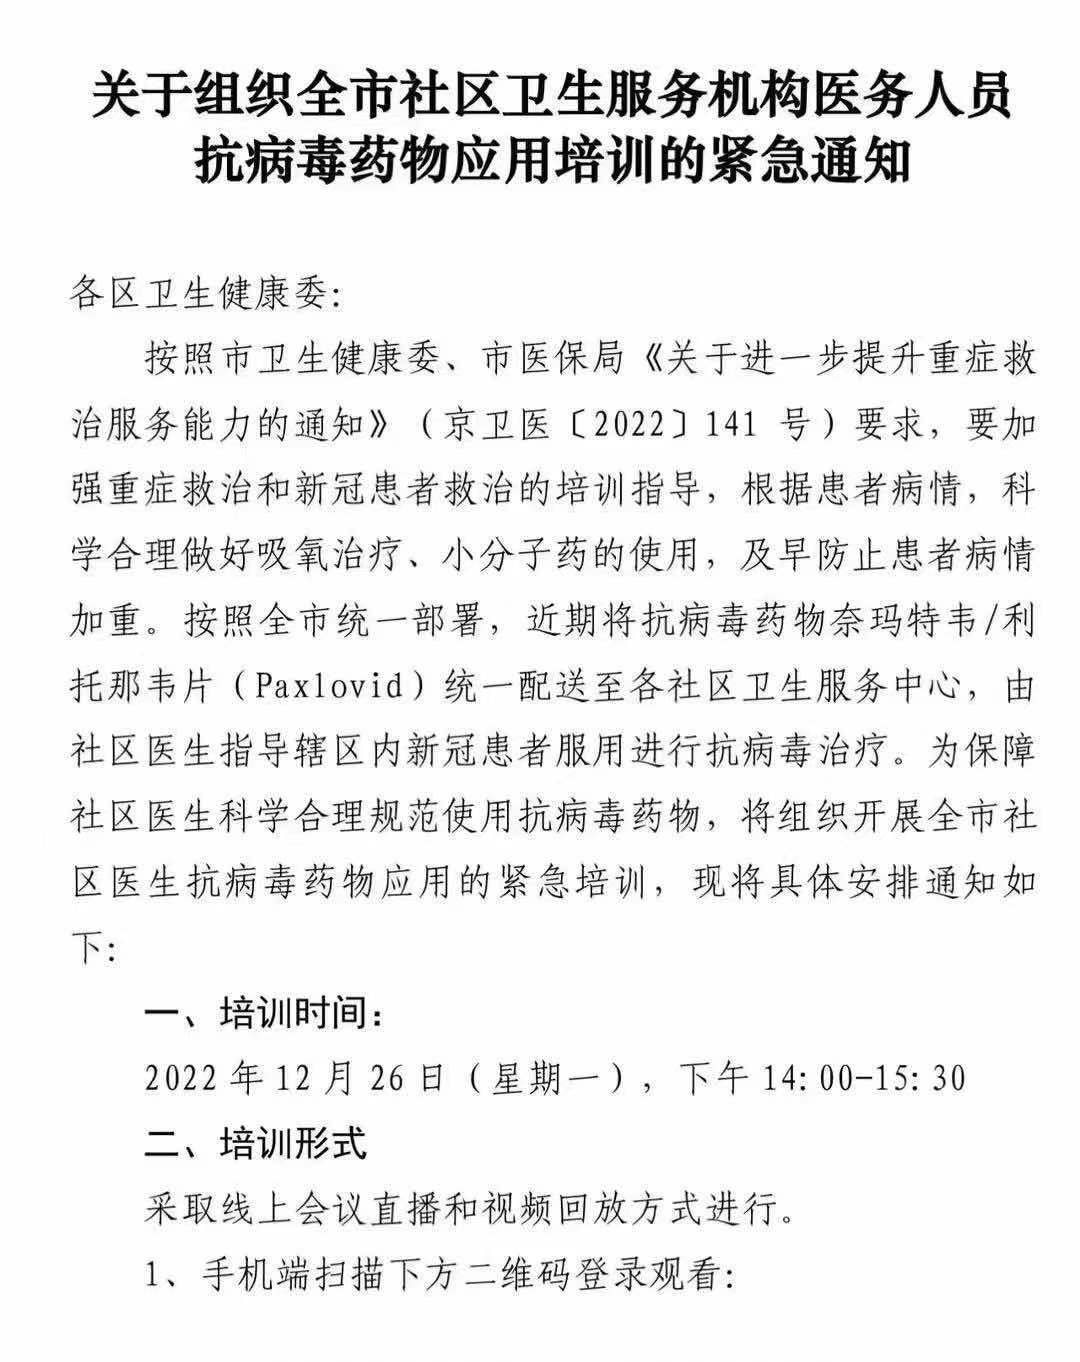 关于组织全市社区卫生服务机构医务人员
抗病毒药物应用培训的紧急通知
各区卫生健康委：
按照市卫生健康委、市医保局《关于进一步提升重症救
治服务能力的通知》（京卫医〔2022〕141 号）要求，要加
强重症救治和新冠患者救治的培训指导，根据患者病情，科
学合理做好吸氧治疗、小分子药的使用，及早防止患者病情
加重。按照全市统一部署，近期将抗病毒药物奈玛特韦/利
托那韦片（Paxlovid）统一配送至各社区卫生服务中心，由
社区医生指导辖区内新冠患者服用进行抗病毒治疗。为保障
社区医生科学合理规范使用抗病毒药物，将组织开展全市社
区医生抗病毒药物应用的紧急培训，现将具体安排通知如
下：
一、培训时间：
2022 年 12 月 26 日（星期一），下午 14：00-15：30
二、培训形式
采取线上会议直播和视频回放方式进行。
1、手机端扫描下方二维码登录观看：